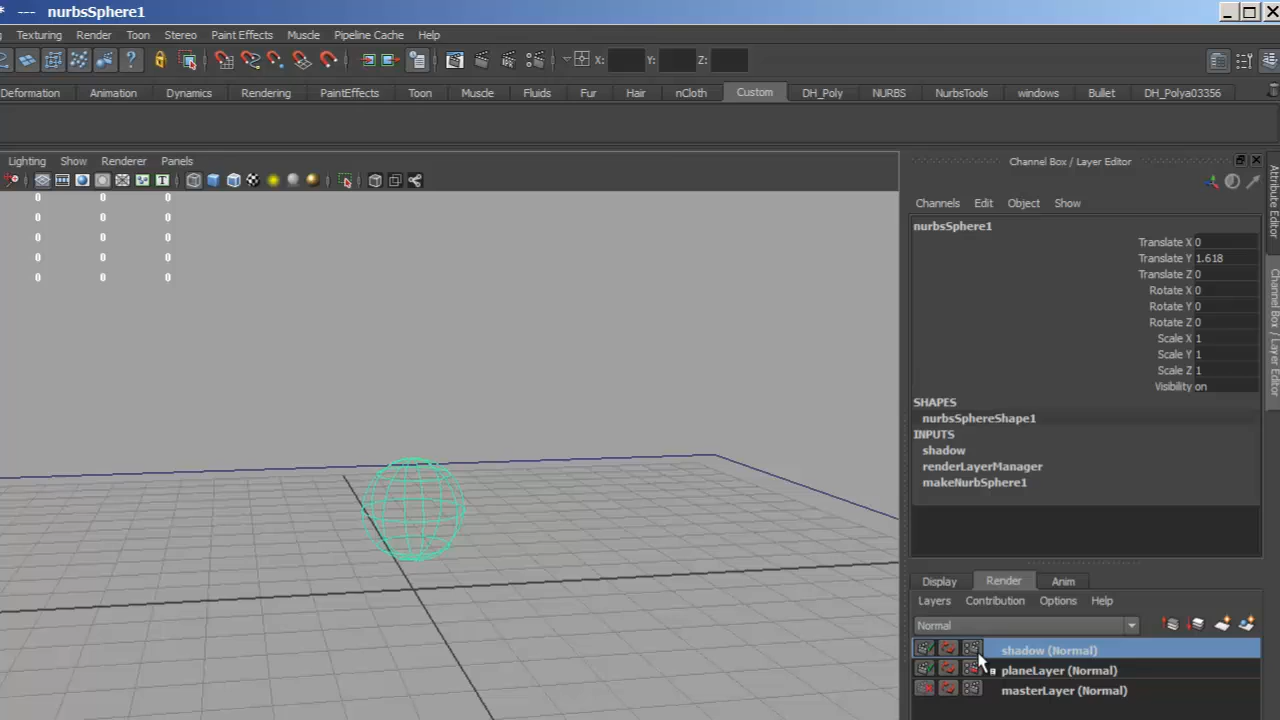 * --- nurbsSphere1
Texturing Render Toon Stereo Paint Effects Muscle Pipeline Cache Help
X: Y: Z:
Deformation Animation Dynamics Rendering PaintEffects Toon Muscle Fluids Fur Hair nCloth Custom DH_Poly NURBS NurbsTools windows Bullet DH_Polya03356
Lighting Show Renderer Panels
0 0 0
0 0 0
0 0 0
0 0 0
0 0 0
Channel Box / Layer Editor
Channels Edit Object Show
nurbsSphere1
Translate X 0
Translate Y 1.618
Translate Z 0
Rotate X 0
Rotate Y 0
Rotate Z 0
Scale X 1
Scale Y 1
Scale Z 1
Visibility on
SHAPES
nurbsSphereShape1
INPUTS
shadow
renderLayerManager
makeNurbSphere1
Display Render Anim
Layers Contribution Options Help
Normal
shadow (Normal)
planeLayer (Normal)
masterLayer (Normal)
Attribute Editor
Channel Box / Layer Editor